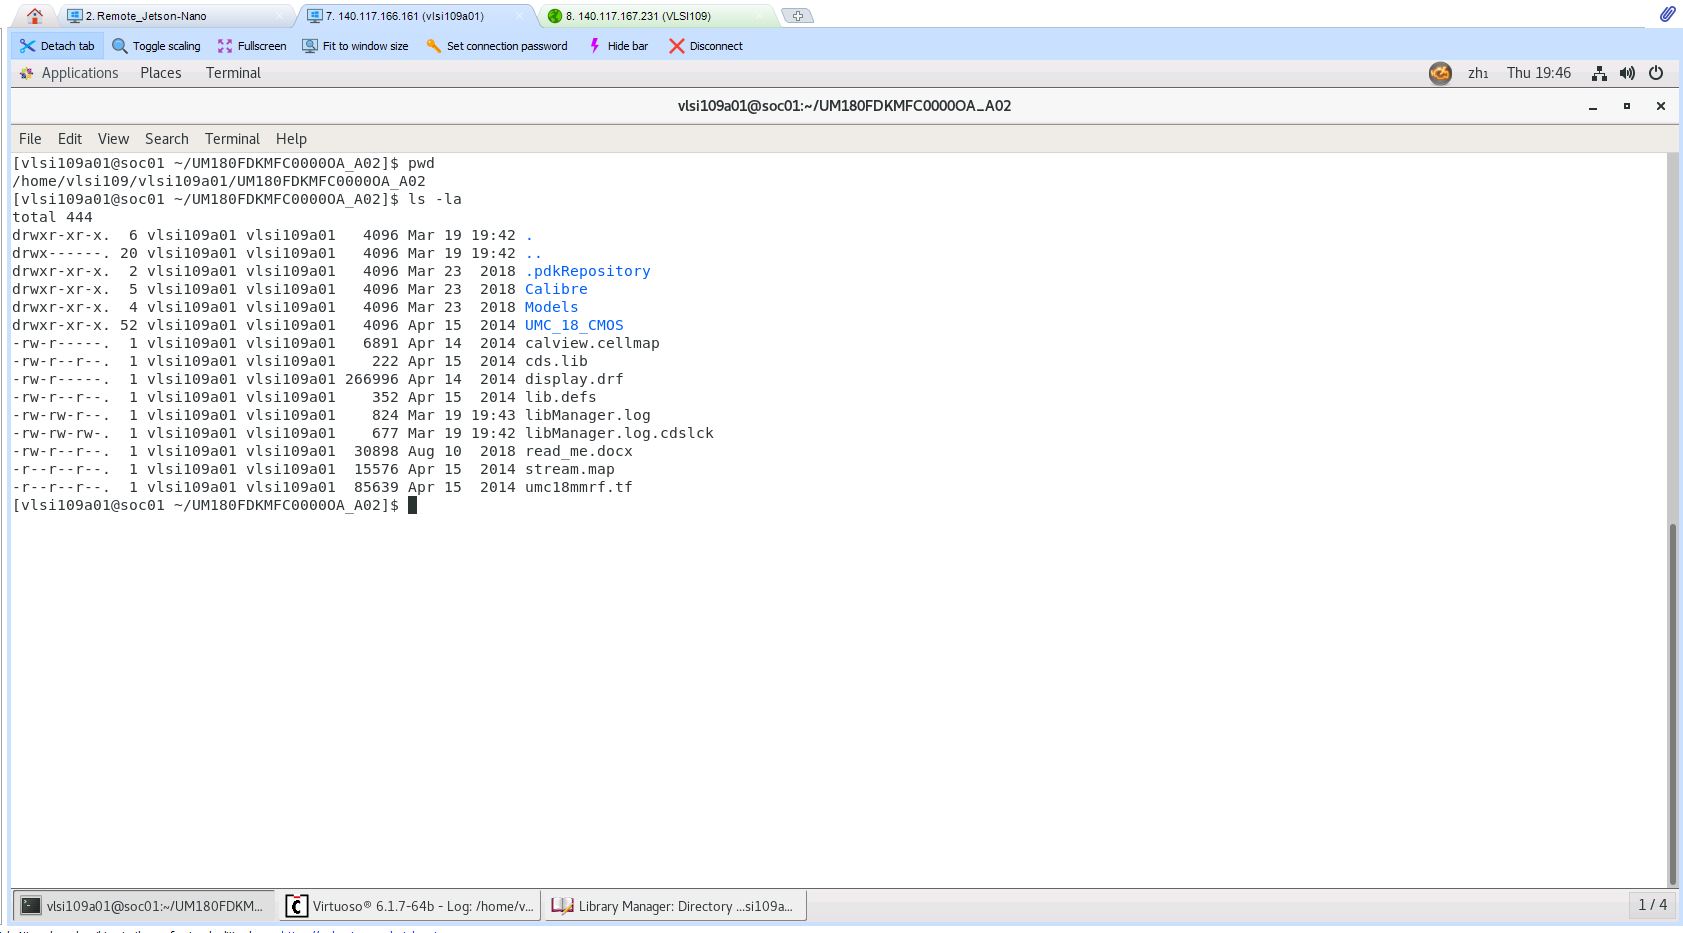 2. Remote_Jetson-Nano
7. 140.117.166.161 (vlsi109a01)
8. 140.117.167.231 (VLSI109)
Detach tab Toggle scaling Fullscreen Fit to window size Set connection password Hide bar Disconnect
Applications Places Terminal zh1 Thu 19:46
vlsi109a01@soc01:~/UM180FDKMFC0000OA_A02
File Edit View Search Terminal Help
[vlsi109a01@soc01 ~/UM180FDKMFC0000OA_A02]$ pwd
/home/vlsi109/vlsi109a01/UM180FDKMFC0000OA_A02
[vlsi109a01@soc01 ~/UM180FDKMFC0000OA_A02]$ ls -la
total 444
drwxr-xr-x.  6 vlsi109a01 vlsi109a01   4096 Mar 19 19:42 .
drwx------. 20 vlsi109a01 vlsi109a01   4096 Mar 19 19:42 ..
drwxr-xr-x.  2 vlsi109a01 vlsi109a01   4096 Mar 23  2018 .pdkRepository
drwxr-xr-x.  5 vlsi109a01 vlsi109a01   4096 Mar 23  2018 Calibre
drwxr-xr-x.  4 vlsi109a01 vlsi109a01   4096 Mar 23  2018 Models
drwxr-xr-x. 52 vlsi109a01 vlsi109a01   4096 Apr 15  2014 UMC_18_CMOS
-rw-r-----.  1 vlsi109a01 vlsi109a01   6891 Apr 14  2014 calview.cellmap
-rw-r--r--.  1 vlsi109a01 vlsi109a01    222 Apr 15  2014 cds.lib
-rw-r-----.  1 vlsi109a01 vlsi109a01 266996 Apr 14  2014 display.drf
-rw-r--r--.  1 vlsi109a01 vlsi109a01    352 Apr 15  2014 lib.defs
-rw-rw-r--.  1 vlsi109a01 vlsi109a01    824 Mar 19 19:43 libManager.log
-rw-rw-rw-.  1 vlsi109a01 vlsi109a01    677 Mar 19 19:42 libManager.log.cdslck
-rw-r--r--.  1 vlsi109a01 vlsi109a01  30898 Aug 10  2018 read_me.docx
-r--r--r--.  1 vlsi109a01 vlsi109a01  15576 Apr 15  2014 stream.map
-r--r--r--.  1 vlsi109a01 vlsi109a01  85639 Apr 15  2014 umc18mmrf.tf
[vlsi109a01@soc01 ~/UM180FDKMFC0000OA_A02]$
vlsi109a01@soc01:~/UM180FDKM...
Virtuoso® 6.1.7-64b - Log: /home/v...
Library Manager: Directory ...si109a...
1 / 4